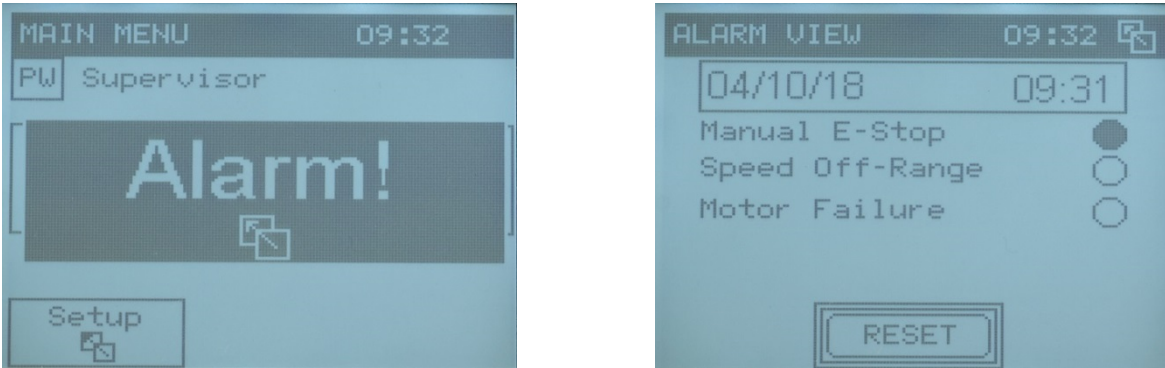 MAIN MENU 09:32
PW Supervisor
Alarm!
Setup
ALARM VIEW 09:32
04/10/18 09:31
Manual E-Stop
Speed Off-Range
Motor Failure
RESET